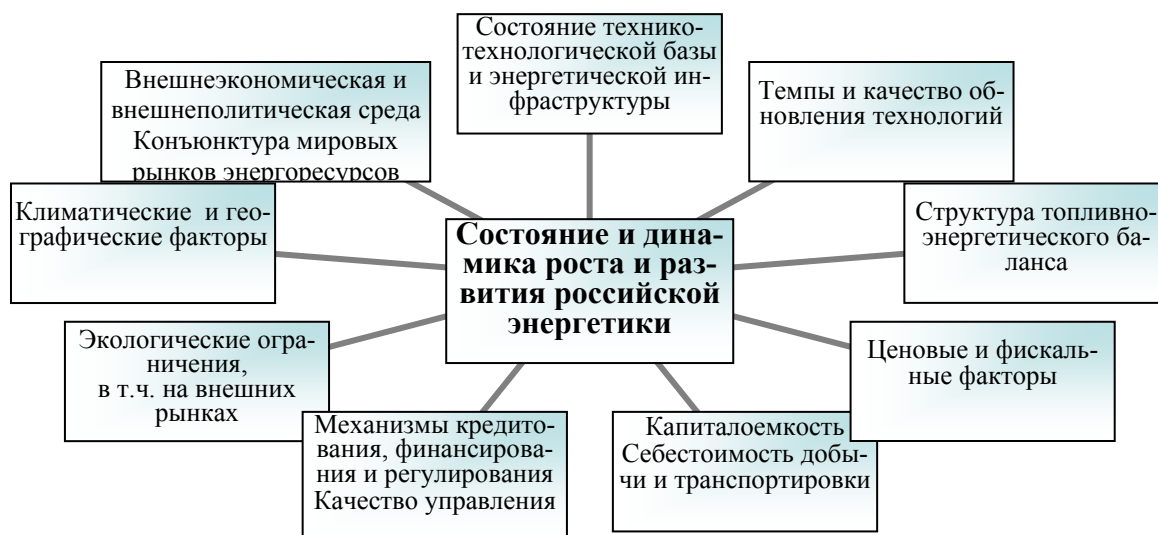 Состояние технико-
технологической базы
и энергетической ин-
фраструктуры
Внешнеэкономическая и
внешнеполитическая среда
Конъюнктура мировых
рынков энергоресурсов
Темпы и качество об-
новления технологий
Климатические и гео-
графические факторы
Структура топливно-
энергетического ба-
ланса
Состояние и дина-
мика роста и раз-
вития российской
энергетики
Экологические огра-
ничения,
в т.ч. на внешних
рынках
Ценовые и фискаль-
ные факторы
Механизмы кредито-
вания, финансирова-
ния и регулирования
Качество управления
Капиталоемкость
Себестоимость добы-
чи и транспортировки